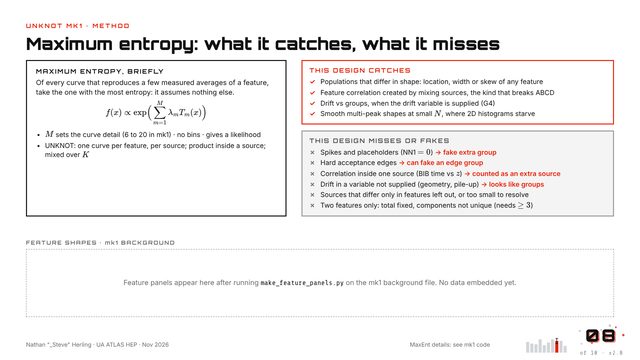 UNKNOT MK1 · METHOD
Maximum entropy: what it catches, what it misses
MAXIMUM ENTROPY, BRIEFLY
Of every curve that reproduces a few measured averages of a feature,
take the one with the most entropy: it assumes nothing else.
f(x) ∝ exp(∑_{m=1}^{M} λ_m T_m(x))
• M sets the curve detail (6 to 20 in mk1) · no bins · gives a likelihood
• UNKNOT: one curve per feature, per source; product inside a source;
mixed over K
THIS DESIGN CATCHES
✓ Populations that differ in shape: location, width or skew of any feature
✓ Feature correlation created by mixing sources, the kind that breaks ABCD
✓ Drift vs groups, when the drift variable is supplied (G4)
✓ Smooth multi-peak shapes at small N, where 2D histograms starve
THIS DESIGN MISSES OR FAKES
× Spikes and placeholders (NN1 = 0) → fake extra group
× Hard acceptance edges → can fake an edge group
× Correlation inside one source (BIB time vs z) → counted as an extra source
× Drift in a variable not supplied (geometry, pile-up) → looks like groups
× Sources that differ only in features left out, or too small to resolve
× Two features only: total fixed, components not unique (needs ≥ 3)
FEATURE SHAPES · mk1 BACKGROUND
Feature panels appear here after running make_feature_panels.py on the mk1 background file. No data embedded yet.
Nathan "_Steve" Herling · UA ATLAS HEP · Nov 2026
MaxEnt details: see mk1 code
08
of 10 · v2.0